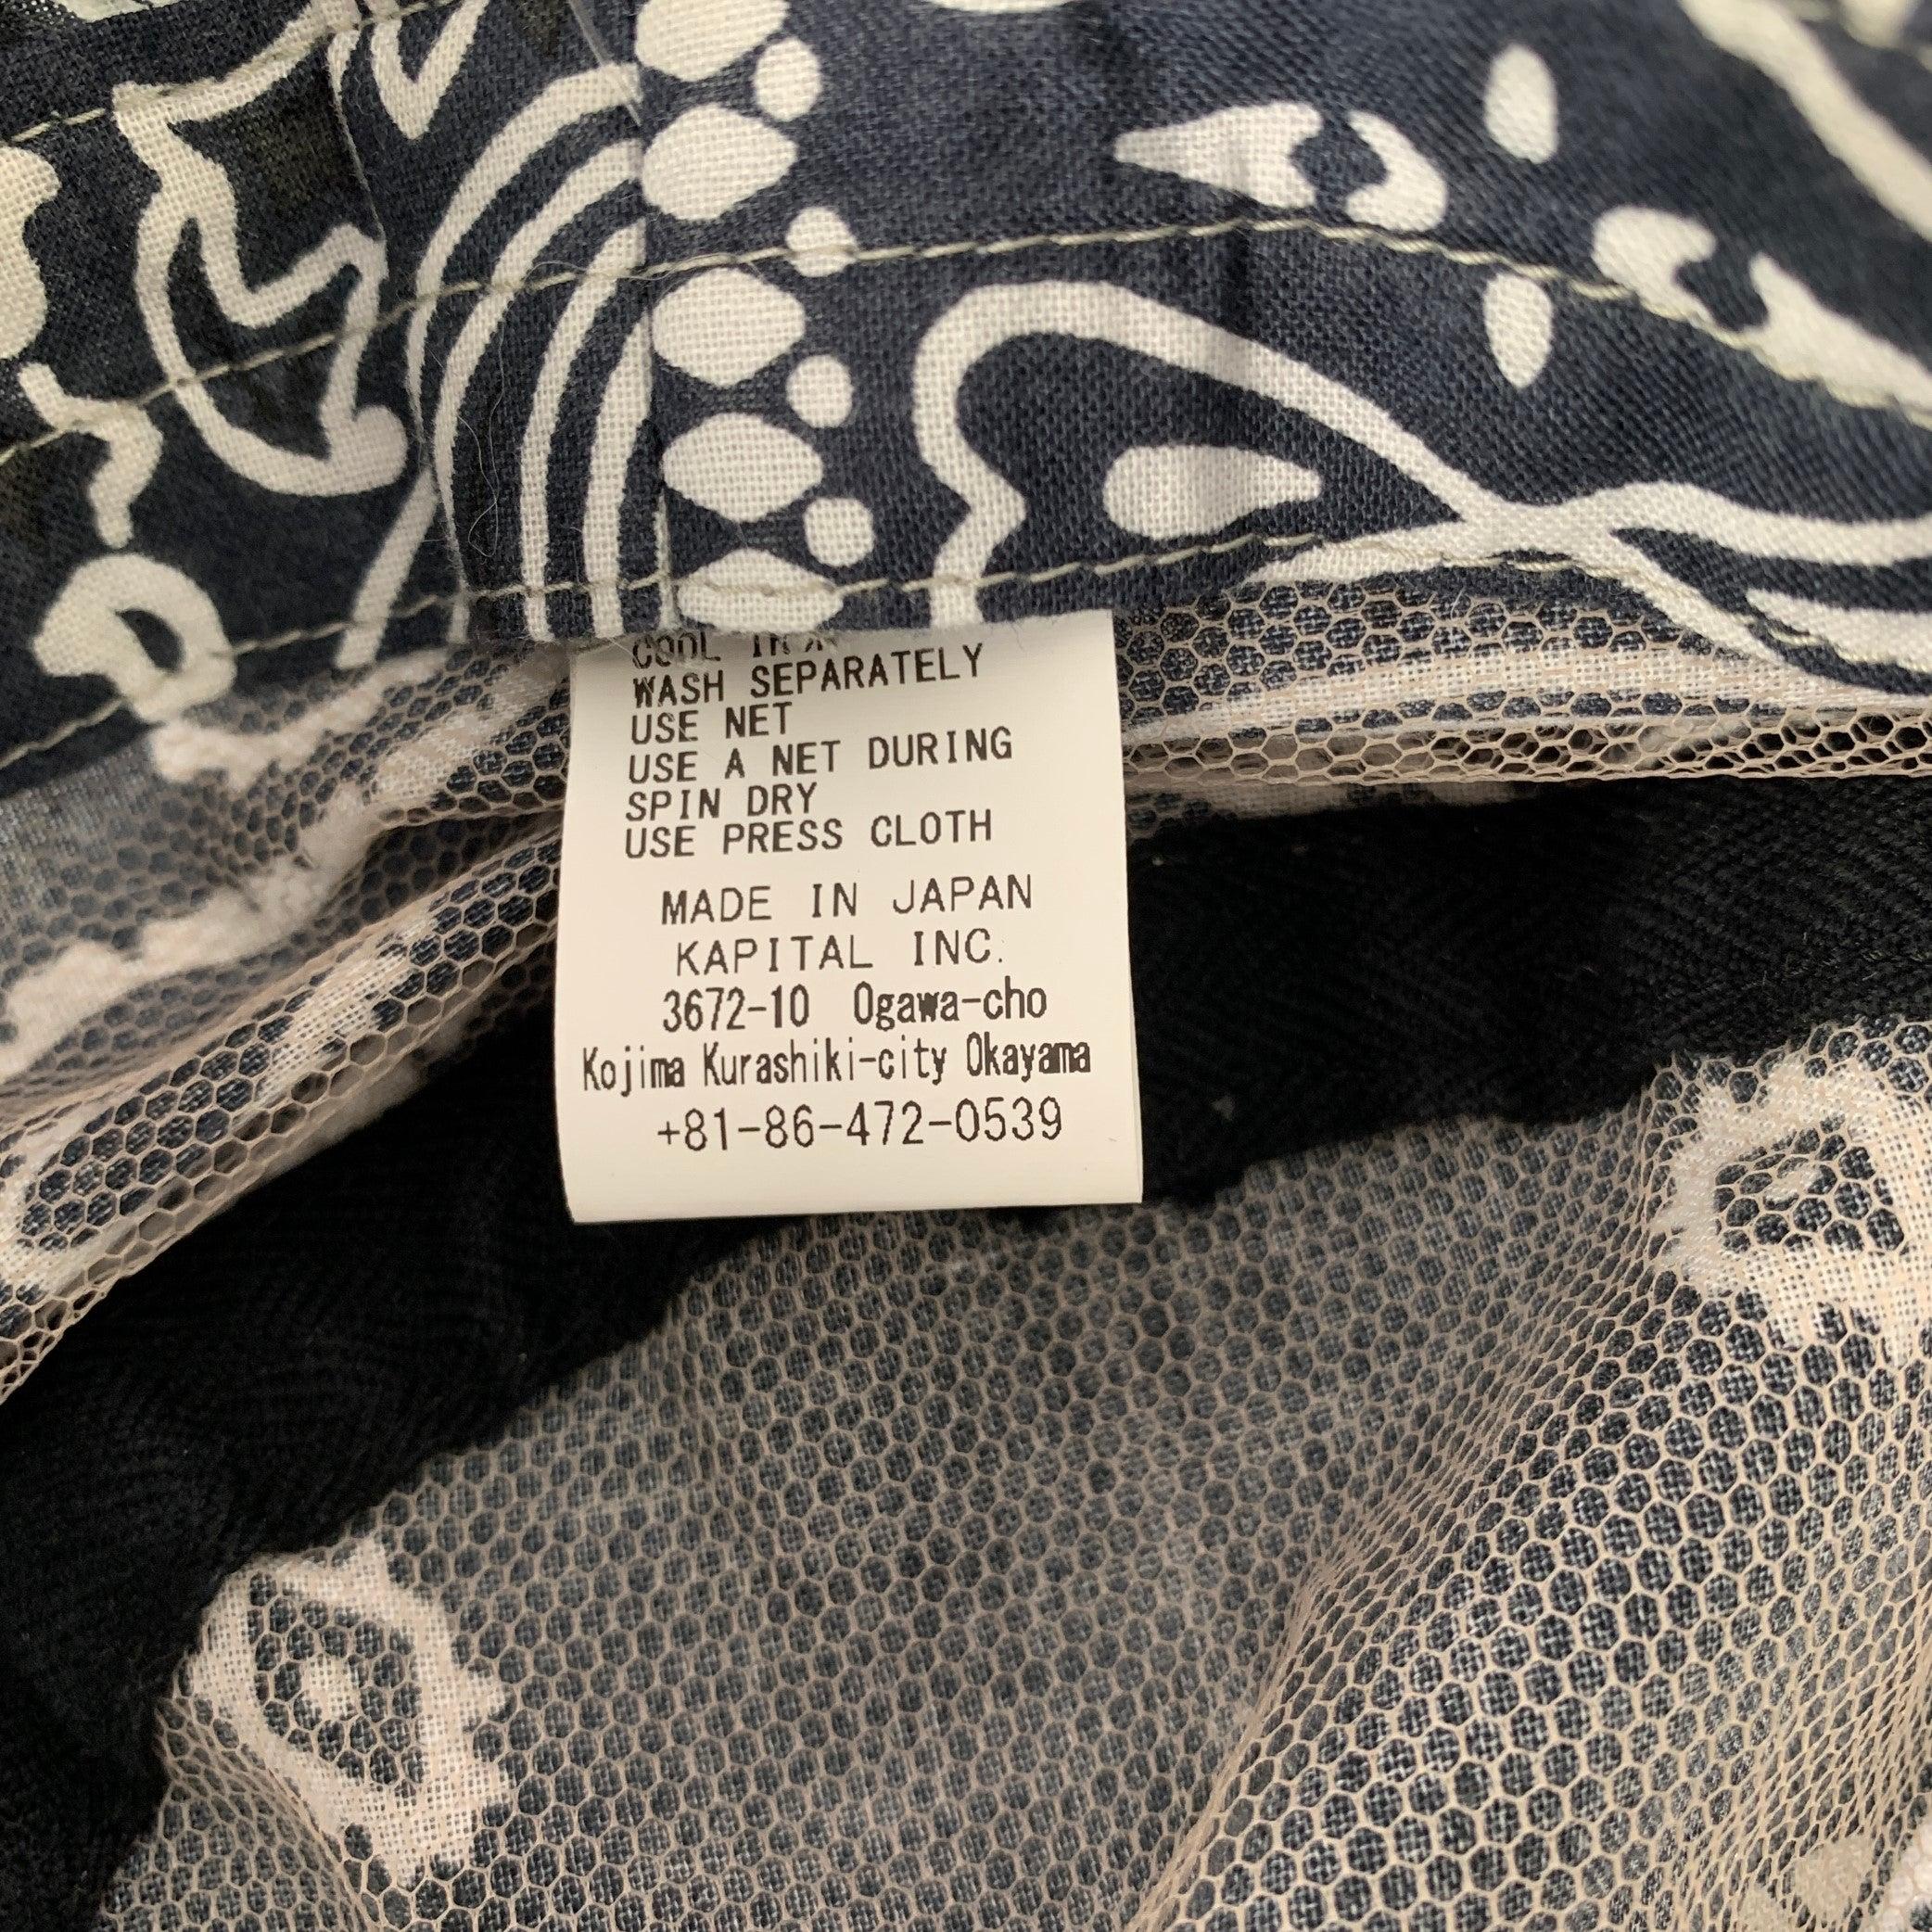 COOL
WASH SEPARATELY
USE NET
USE A NET DURING
SPIN DRY
USE PRESS CLOTH
MADE IN JAPAN
KAPITAL INC.
3672-10 Ogawa-cho
Kojima Kurashiki-city Okayama
+81-86-472-0539